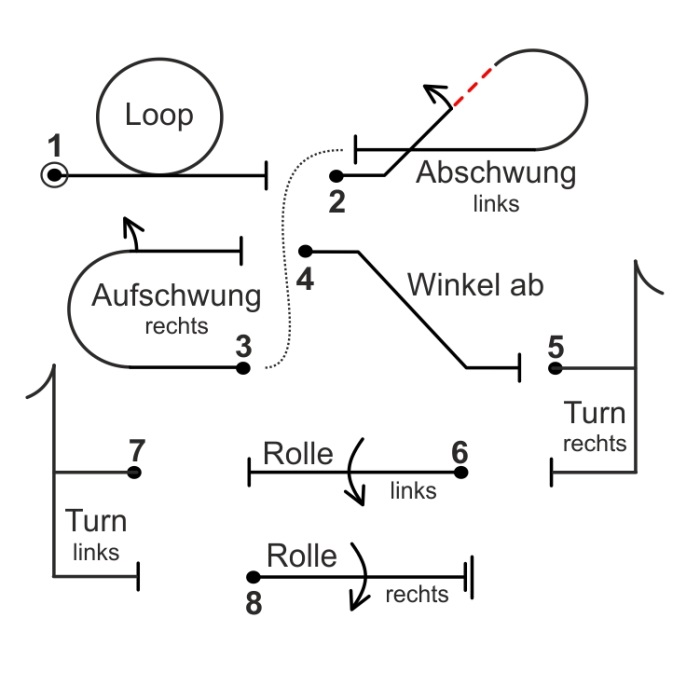 1
Loop
2
Abschwung
links
Aufschwung
rechts
3
4
Winkel ab
5
Turn
rechts
6
Rolle
links
7
Turn
links
Rolle
rechts
8